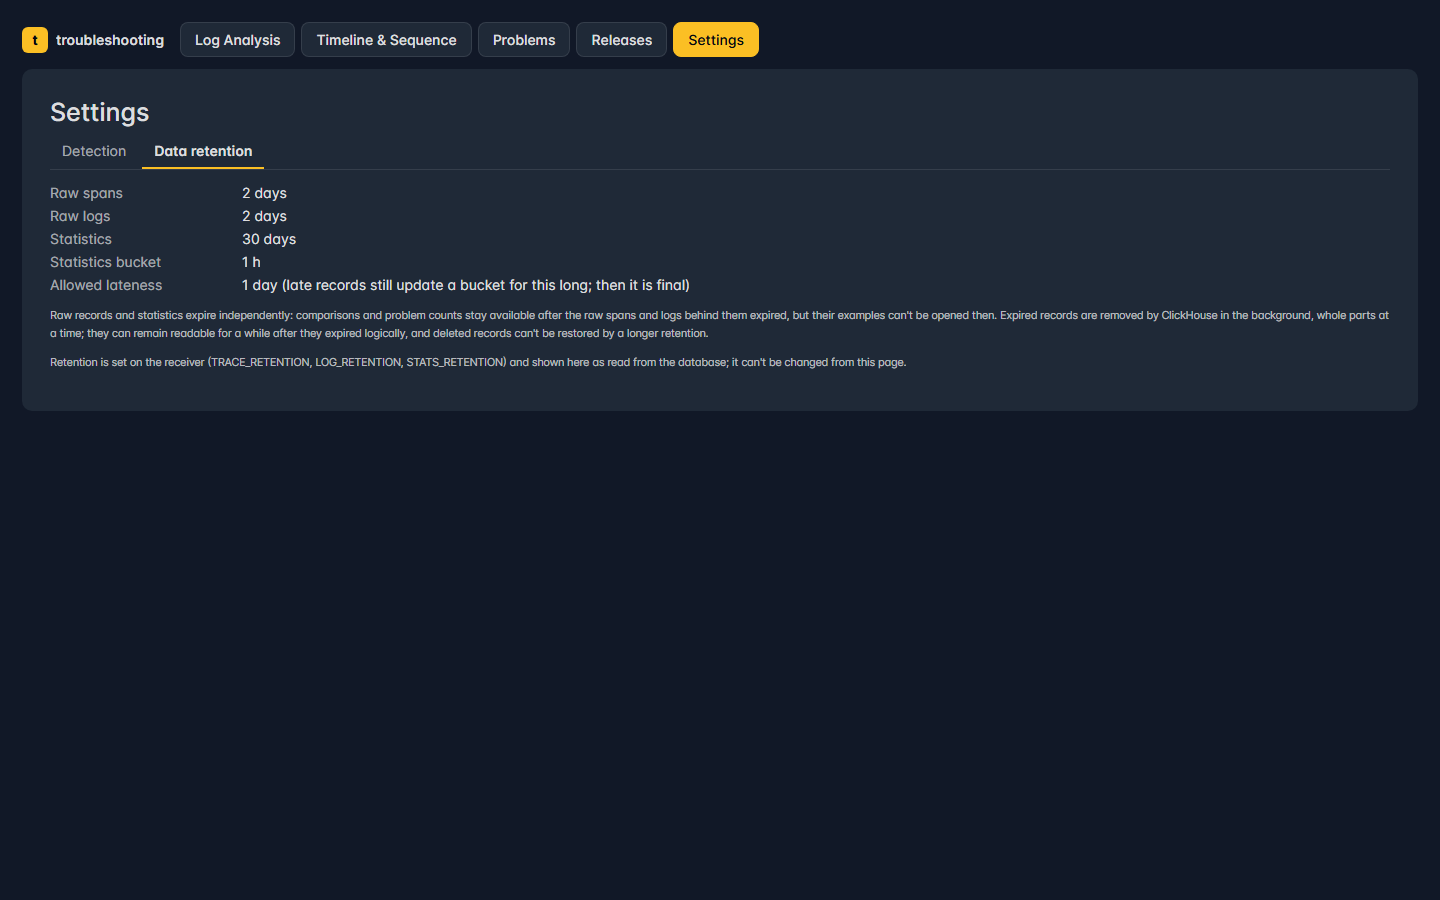 t troubleshooting Log Analysis Timeline & Sequence Problems Releases Settings
Settings
Detection Data retention
Raw spans 2 days
Raw logs 2 days
Statistics 30 days
Statistics bucket 1 h
Allowed lateness 1 day (late records still update a bucket for this long; then it is final)
Raw records and statistics expire independently: comparisons and problem counts stay available after the raw spans and logs behind them expired, but their examples can't be opened then. Expired records are removed by ClickHouse in the background, whole parts at
a time; they can remain readable for a while after they expired logically, and deleted records can't be restored by a longer retention.
Retention is set on the receiver (TRACE_RETENTION, LOG_RETENTION, STATS_RETENTION) and shown here as read from the database; it can't be changed from this page.